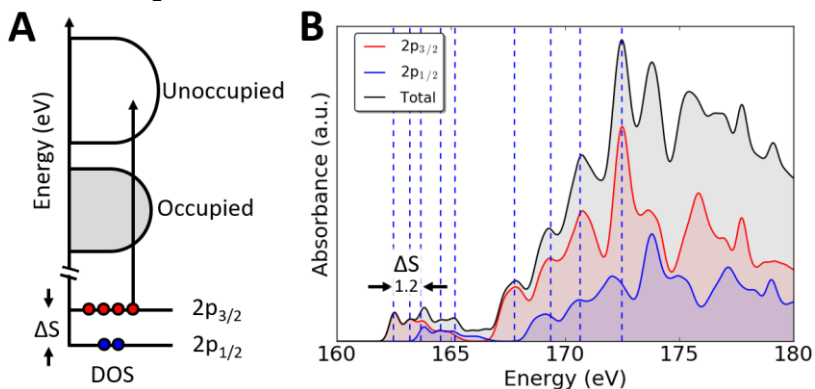 A
Energy (eV)
Unoccupied
Occupied
2p3/2
ΔS
2p1/2
DOS
B
2p3/2
2p1/2
Total
Absorbance (a.u.)
ΔS
1.2
160 165 170 175 180
Energy (eV)